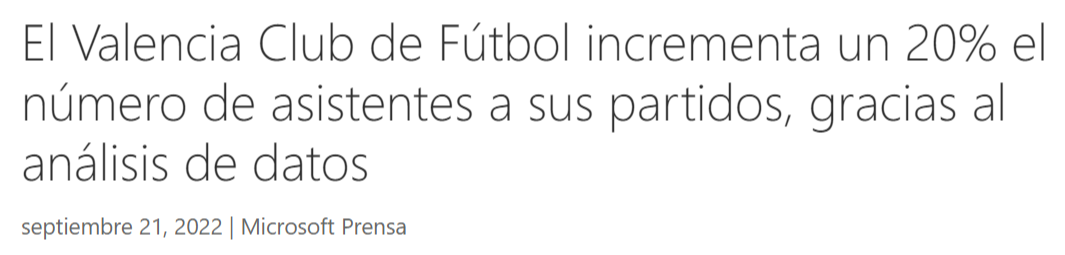 El Valencia Club de Fútbol incrementa un 20% el
número de asistentes a sus partidos, gracias al
análisis de datos
septiembre 21, 2022 | Microsoft Prensa